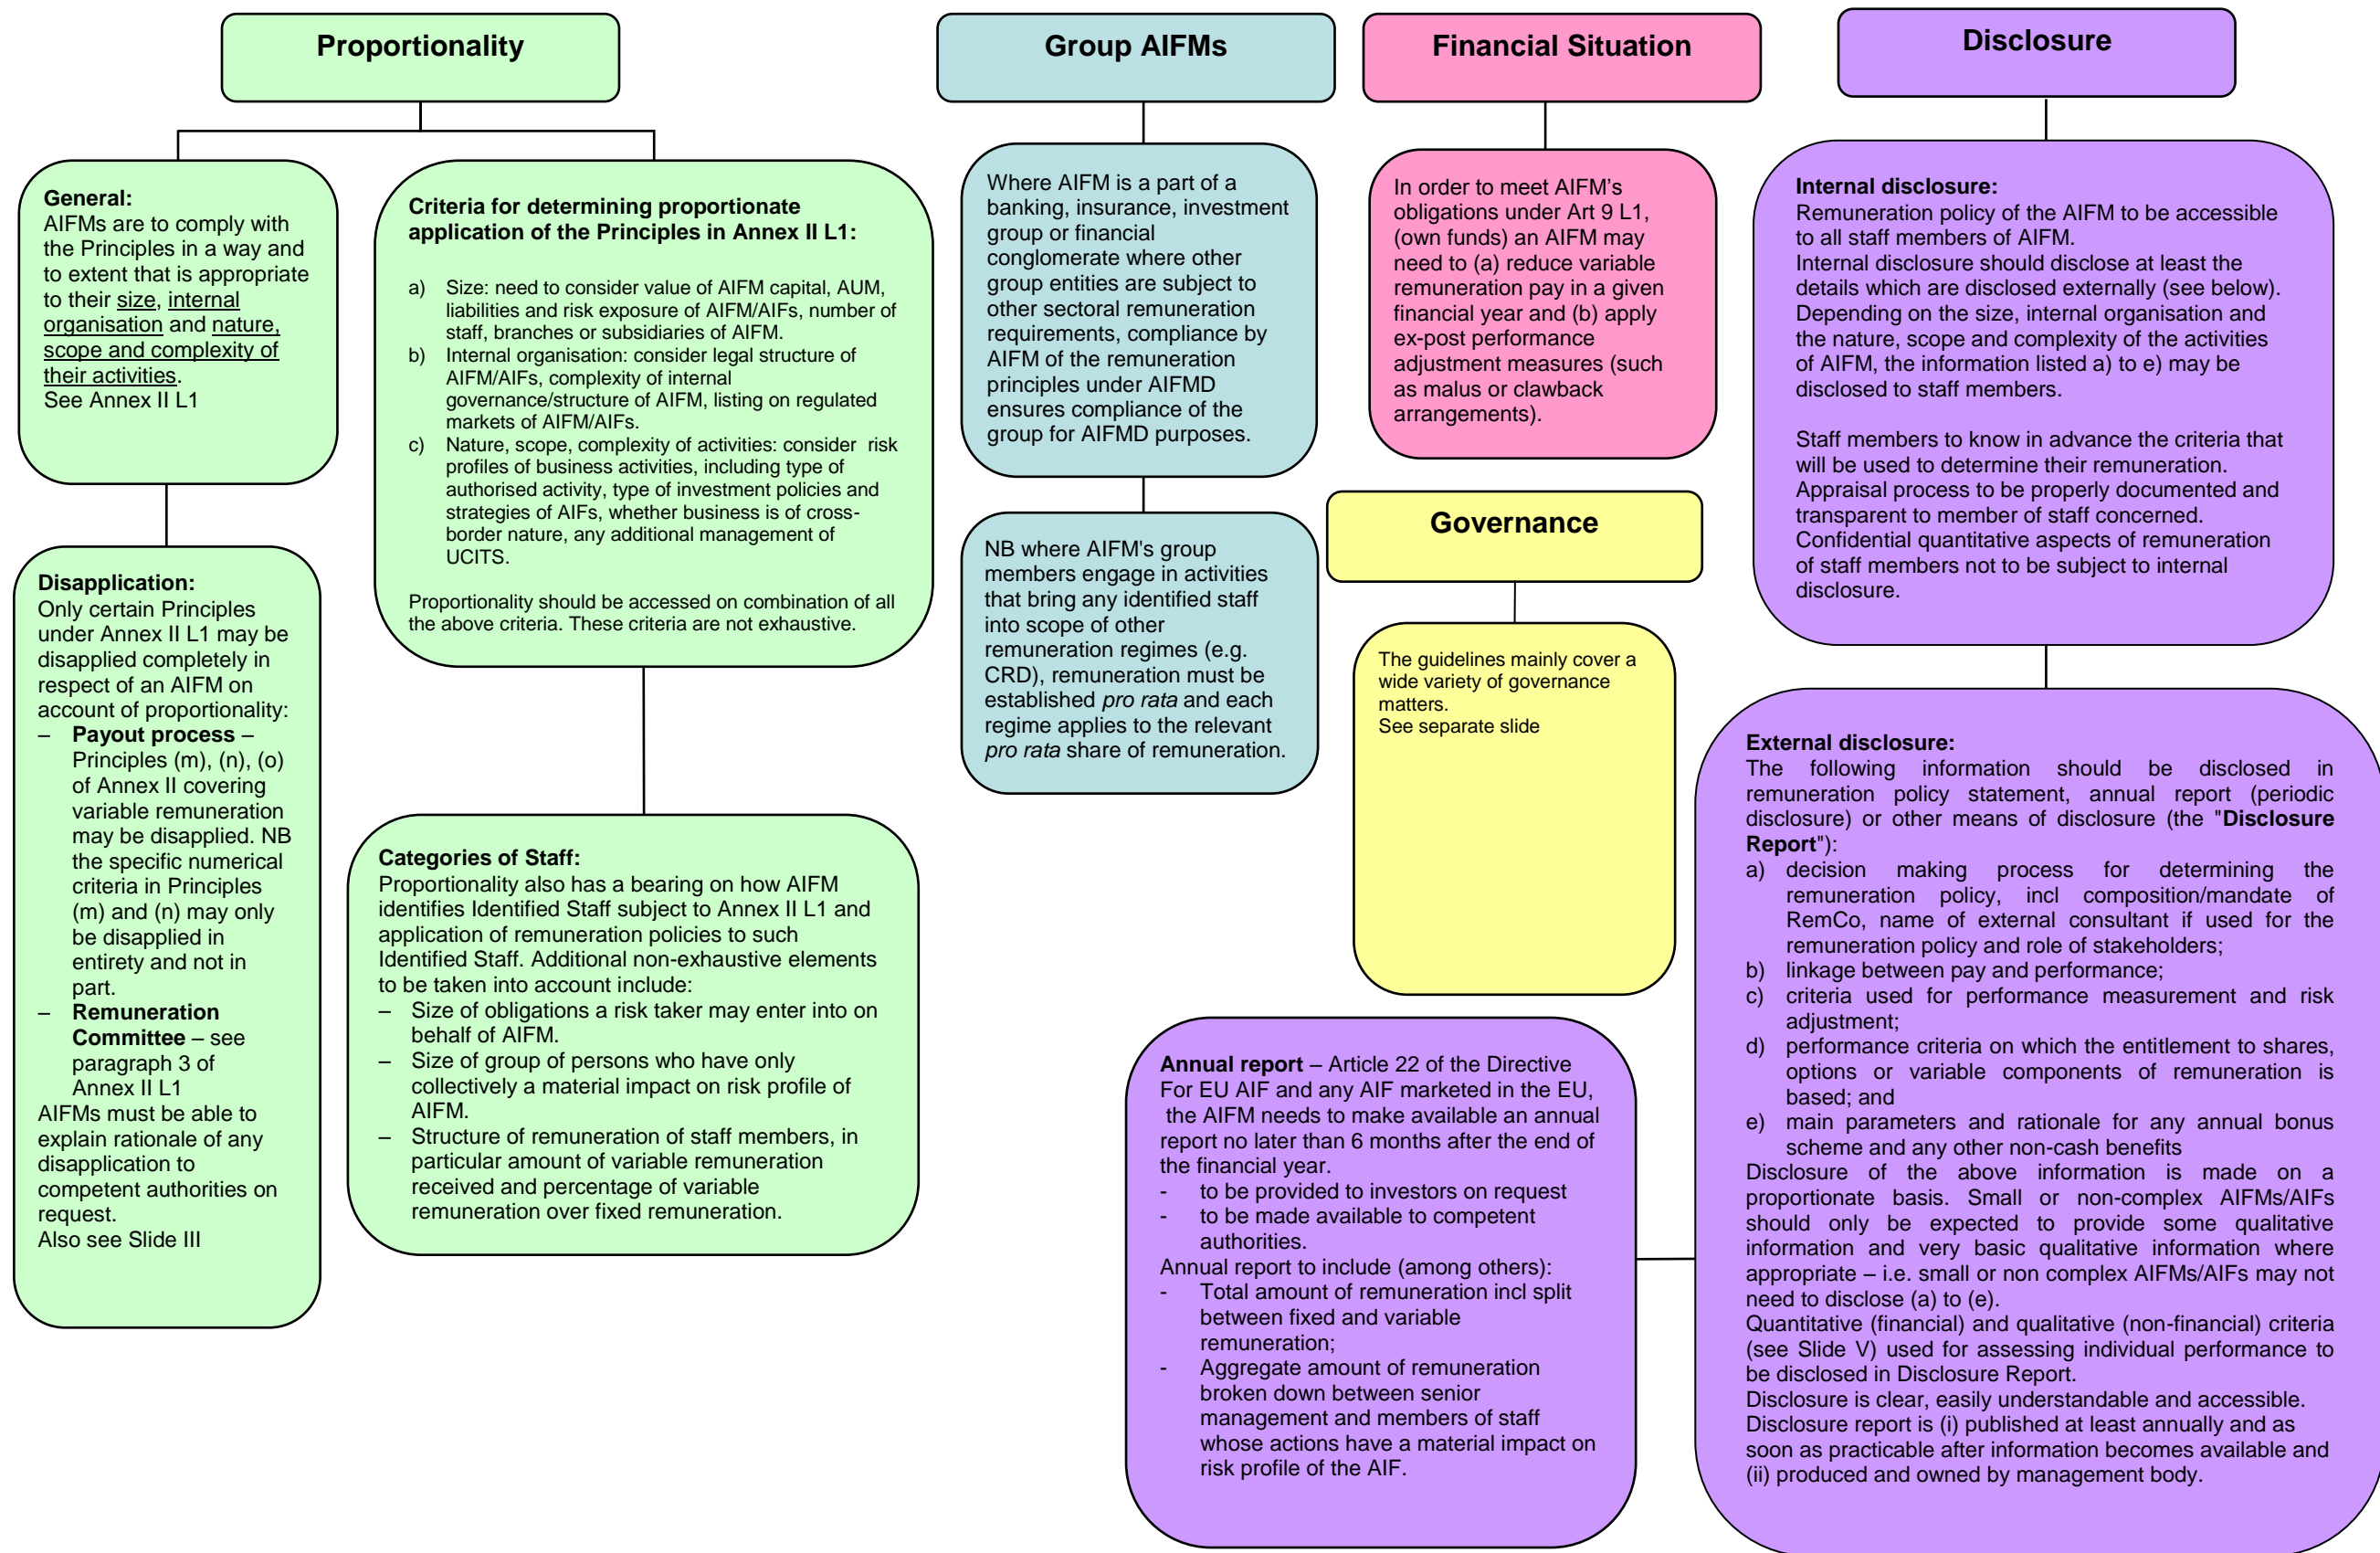 Proportionality
General:
AIFMs are to comply with
the Principles in a way and
to extent that is appropriate
to their size, internal
organisation and nature,
scope and complexity of
their activities.
See Annex II L1
Disapplication:
Only certain Principles
under Annex II L1 may be
disapplied completely in
respect of an AIFM on
account of proportionality:
– Payout process –
Principles (m), (n), (o)
of Annex II covering
variable remuneration
may be disapplied. NB
the specific numerical
criteria in Principles
(m) and (n) may only
be disapplied in
entirety and not in
part.
– Remuneration
Committee – see
paragraph 3 of
Annex II L1
AIFMs must be able to
explain rationale of any
disapplication to
competent authorities on
request.
Also see Slide III
Criteria for determining proportionate
application of the Principles in Annex II L1:
a) Size: need to consider value of AIFM capital, AUM,
liabilities and risk exposure of AIFM/AIFs, number of
staff, branches or subsidiaries of AIFM.
b) Internal organisation: consider legal structure of
AIFM/AIFs, complexity of internal
governance/structure of AIFM, listing on regulated
markets of AIFM/AIFs.
c) Nature, scope, complexity of activities: consider risk
profiles of business activities, including type of
authorised activity, type of investment policies and
strategies of AIFs, whether business is of cross-
border nature, any additional management of
UCITS.
Proportionality should be accessed on combination of all
the above criteria. These criteria are not exhaustive.
Categories of Staff:
Proportionality also has a bearing on how AIFM
identifies Identified Staff subject to Annex II L1 and
application of remuneration policies to such
Identified Staff. Additional non-exhaustive elements
to be taken into account include:
– Size of obligations a risk taker may enter into on
behalf of AIFM.
– Size of group of persons who have only
collectively a material impact on risk profile of
AIFM.
– Structure of remuneration of staff members, in
particular amount of variable remuneration
received and percentage of variable
remuneration over fixed remuneration.
Group AIFMs
Where AIFM is a part of a
banking, insurance, investment
group or financial
conglomerate where other
group entities are subject to
other sectoral remuneration
requirements, compliance by
AIFM of the remuneration
principles under AIFMD
ensures compliance of the
group for AIFMD purposes.
NB where AIFM's group
members engage in activities
that bring any identified staff
into scope of other
remuneration regimes (e.g.
CRD), remuneration must be
established pro rata and each
regime applies to the relevant
pro rata share of remuneration.
Financial Situation
In order to meet AIFM’s
obligations under Art 9 L1,
(own funds) an AIFM may
need to (a) reduce variable
remuneration pay in a given
financial year and (b) apply
ex-post performance
adjustment measures (such
as malus or clawback
arrangements).
Governance
The guidelines mainly cover a
wide variety of governance
matters.
See separate slide
Disclosure
Internal disclosure:
Remuneration policy of the AIFM to be accessible
to all staff members of AIFM.
Internal disclosure should disclose at least the
details which are disclosed externally (see below).
Depending on the size, internal organisation and
the nature, scope and complexity of the activities
of AIFM, the information listed a) to e) may be
disclosed to staff members.
Staff members to know in advance the criteria that
will be used to determine their remuneration.
Appraisal process to be properly documented and
transparent to member of staff concerned.
Confidential quantitative aspects of remuneration
of staff members not to be subject to internal
disclosure.
External disclosure:
The following information should be disclosed in
remuneration policy statement, annual report (periodic
disclosure) or other means of disclosure (the "Disclosure
Report"):
a) decision making process for determining the
remuneration policy, incl composition/mandate of
RemCo, name of external consultant if used for the
remuneration policy and role of stakeholders;
b) linkage between pay and performance;
c) criteria used for performance measurement and risk
adjustment;
d) performance criteria on which the entitlement to shares,
options or variable components of remuneration is
based; and
e) main parameters and rationale for any annual bonus
scheme and any other non-cash benefits
Disclosure of the above information is made on a
proportionate basis. Small or non-complex AIFMs/AIFs
should only be expected to provide some qualitative
information and very basic qualitative information where
appropriate – i.e. small or non complex AIFMs/AIFs may not
need to disclose (a) to (e).
Quantitative (financial) and qualitative (non-financial) criteria
(see Slide V) used for assessing individual performance to
be disclosed in Disclosure Report.
Disclosure is clear, easily understandable and accessible.
Disclosure report is (i) published at least annually and as
soon as practicable after information becomes available and
(ii) produced and owned by management body.
Annual report – Article 22 of the Directive
For EU AIF and any AIF marketed in the EU,
the AIFM needs to make available an annual
report no later than 6 months after the end of
the financial year.
- to be provided to investors on request
- to be made available to competent
authorities.
Annual report to include (among others):
- Total amount of remuneration incl split
between fixed and variable
remuneration;
- Aggregate amount of remuneration
broken down between senior
management and members of staff
whose actions have a material impact on
risk profile of the AIF.